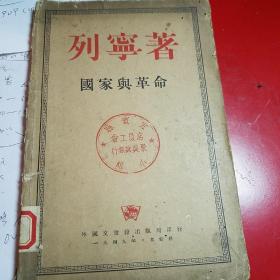 列寧著
國家與革命
外國文書籍出版局印行
一九四九年·莫斯科